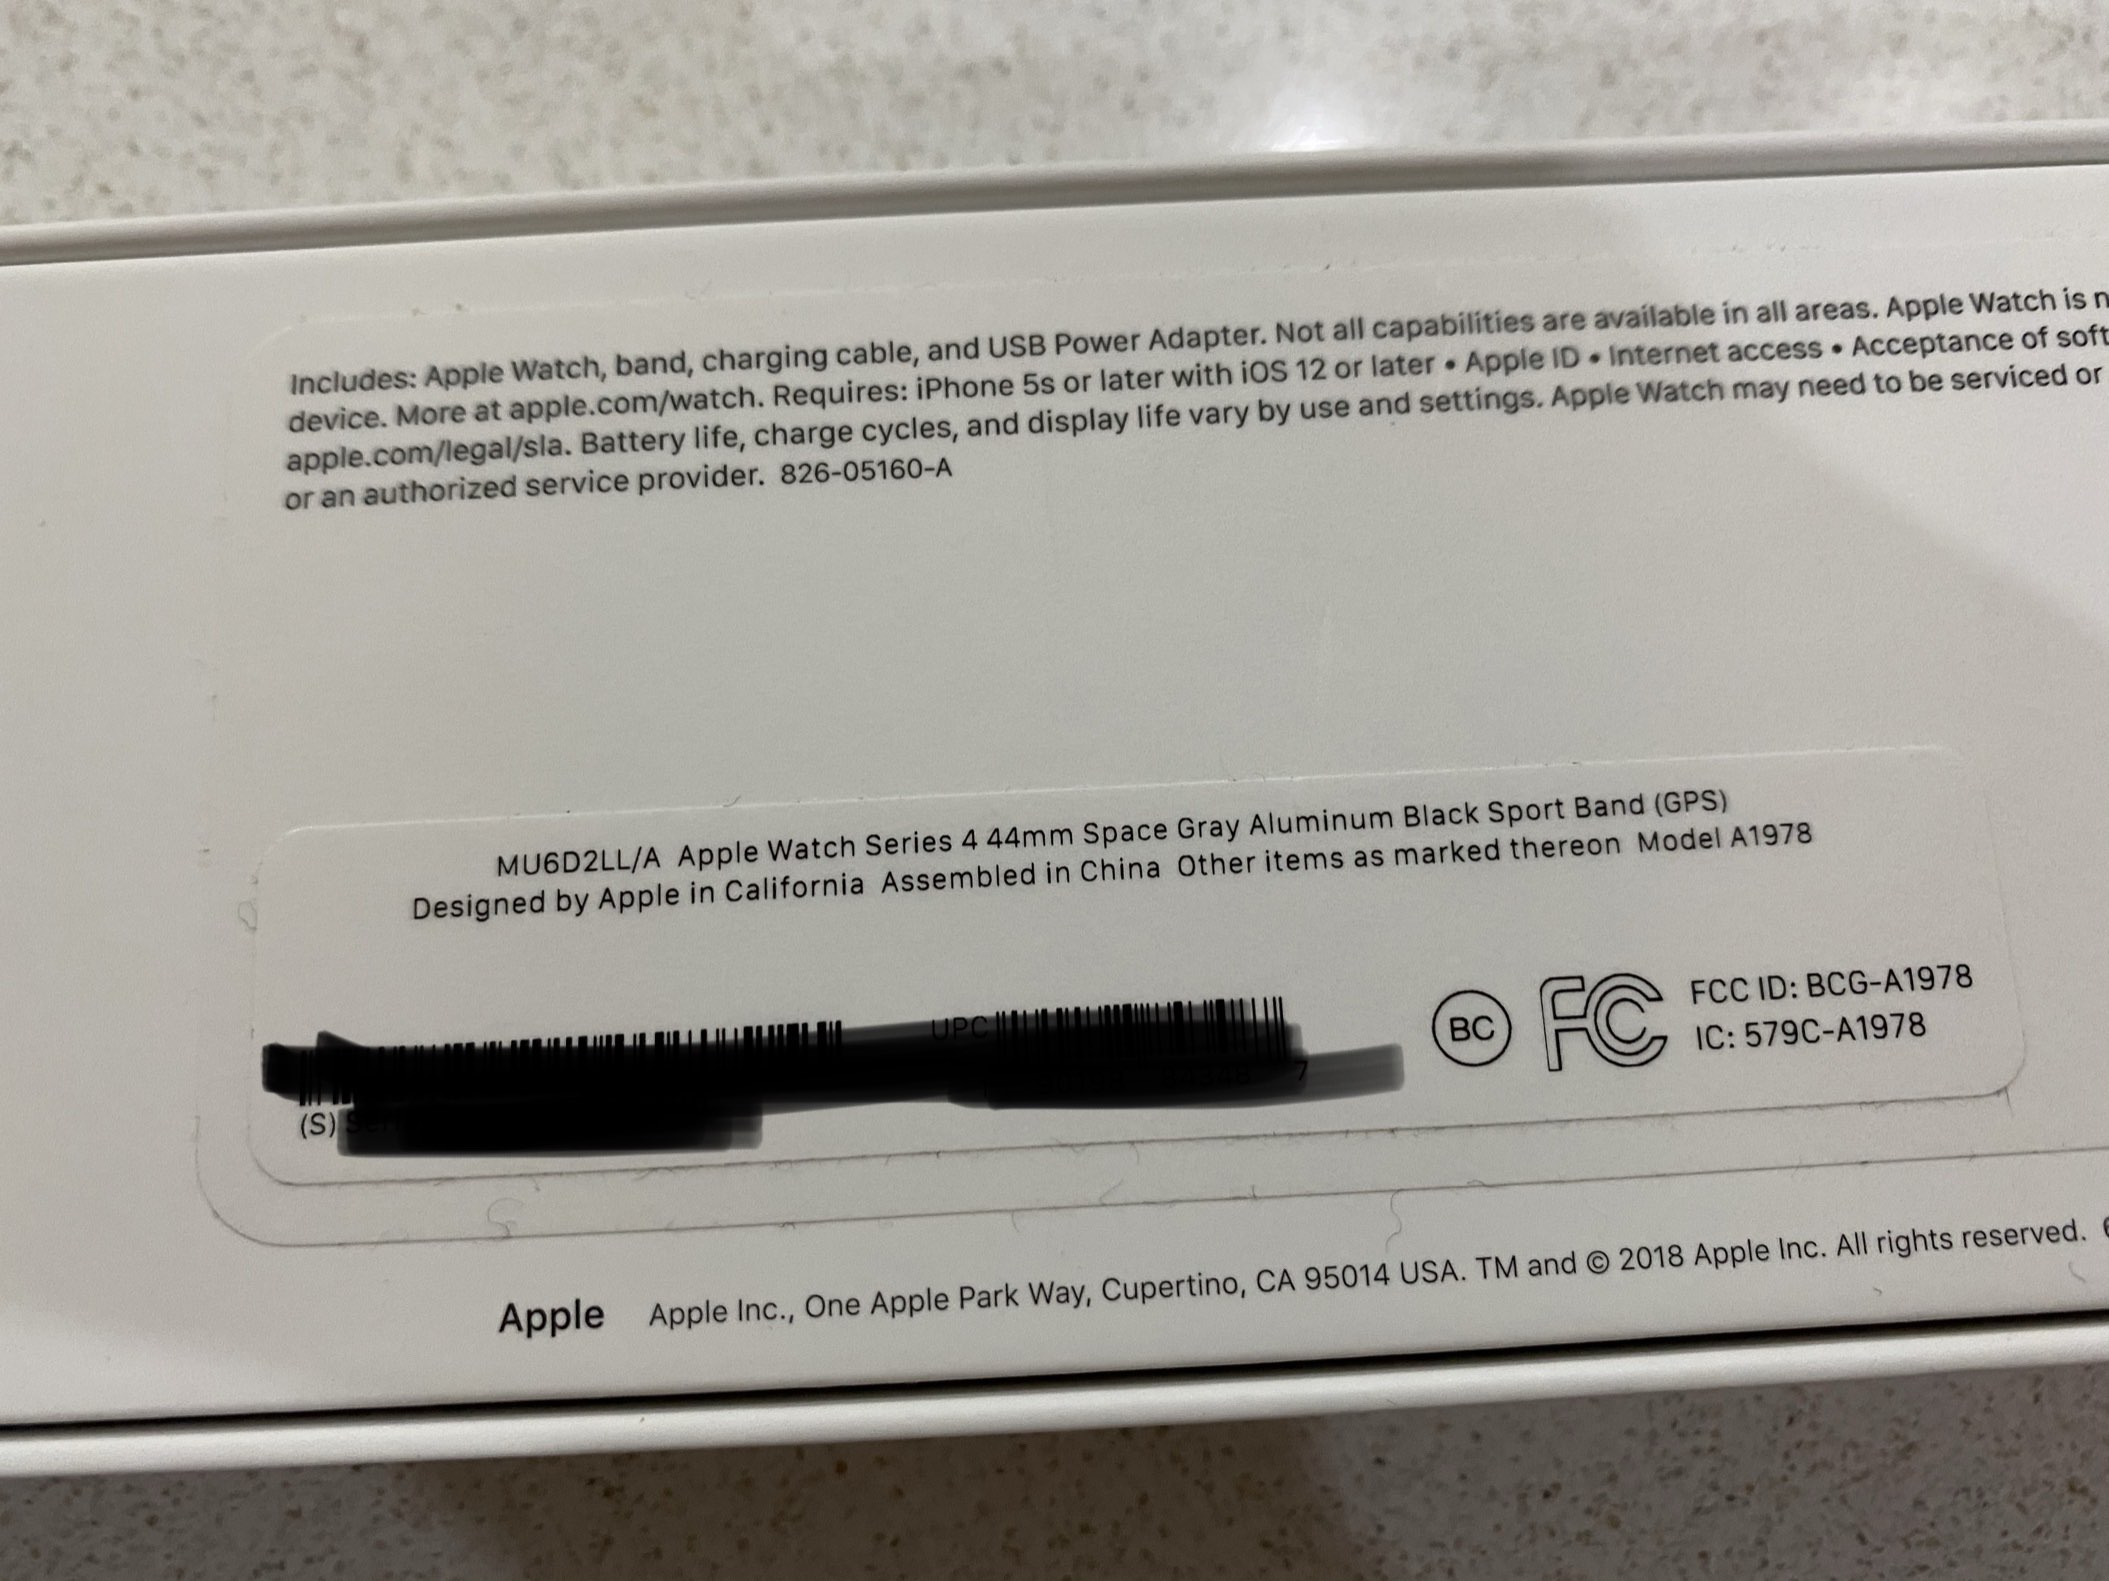 Includes: Apple Watch, band, charging cable, and USB Power Adapter. Not all capabilities are available in all areas. Apple Watch is
device. More at apple.com/watch. Requires: iPhone 5s or later with iOS 12 or later • Apple ID • Internet access • Acceptance of
apple.com/legal/sla. Battery life, charge cycles, and display life vary by use and settings. Apple Watch may need to be serviced or
or an authorized service provider. 826-05160-A
MU6D2LL/A Apple Watch Series 4 44mm Space Gray Aluminum Black Sport Band (GPS)
Designed by Apple in California Assembled in China Other items as marked thereon Model A1978
UPC
7
(S)
BC
FC
FCC ID: BCG-A1978
IC: 579C-A1978
Apple Apple Inc., One Apple Park Way, Cupertino, CA 95014 USA. TM and © 2018 Apple Inc. All rights reserved.